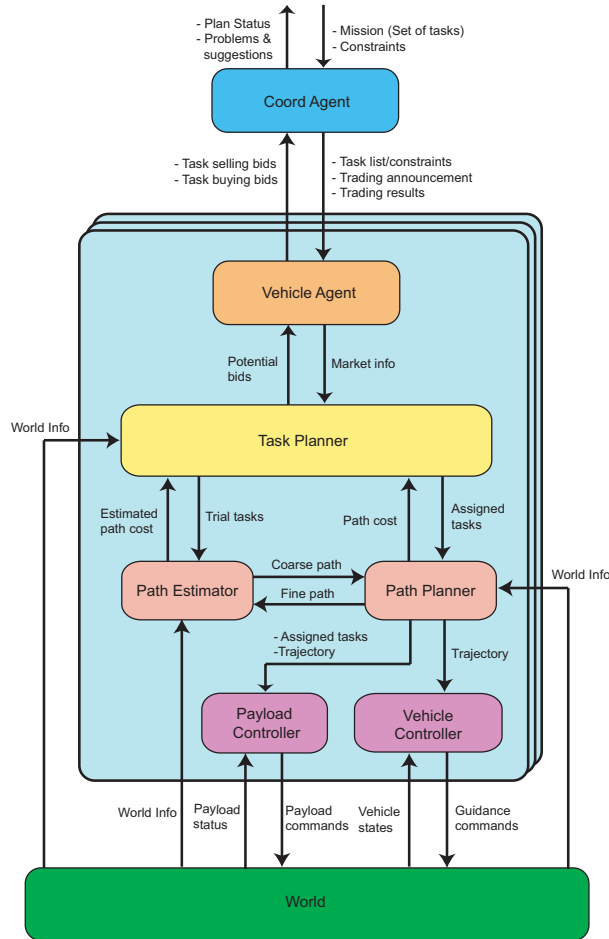 - Plan Status
- Problems &
suggestions
- Mission (Set of tasks)
- Constraints
Coord Agent
- Task selling bids
- Task buying bids
- Task list/constraints
- Trading announcement
- Trading results
Vehicle Agent
Potential
bids
Market info
World Info
Task Planner
Estimated
path cost
Trial tasks
Path cost
Assigned
tasks
Coarse path
World Info
Path Estimator
Path Planner
Fine path
- Assigned tasks
-Trajectory
Trajectory
Payload
Controller
Vehicle
Controller
World Info
Payload
status
Payload
commands
Vehicle
states
Guidance
commands
World